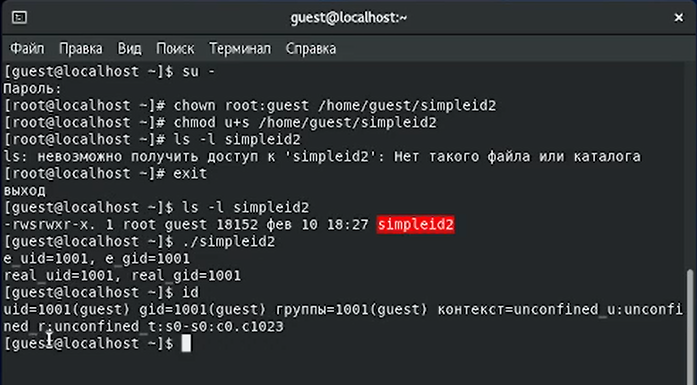 guest@localhost:~
Файл Правка Вид Поиск Терминал Справка
[guest@localhost ~]$ su -
Пароль:
[root@localhost ~]# chown root:guest /home/guest/simpleid2
[root@localhost ~]# chmod u+s /home/guest/simpleid2
[root@localhost ~]# ls -l simpleid2
ls: невозможно получить доступ к 'simpleid2': Нет такого файла или каталога
[root@localhost ~]# exit
выход
[guest@localhost ~]$ ls -l simpleid2
-rwsrwxr-x. 1 root guest 18152 фев 10 18:27 simpleid2
[guest@localhost ~]$ ./simpleid2
e_uid=1001, e_gid=1001
real_uid=1001, real_gid=1001
[guest@localhost ~]$ id
uid=1001(guest) gid=1001(guest) группы=1001(guest) контекст=unconfined_u:unconfi
ned_r:unconfined_t:s0-s0:c0.c1023
[guest@localhost ~]$